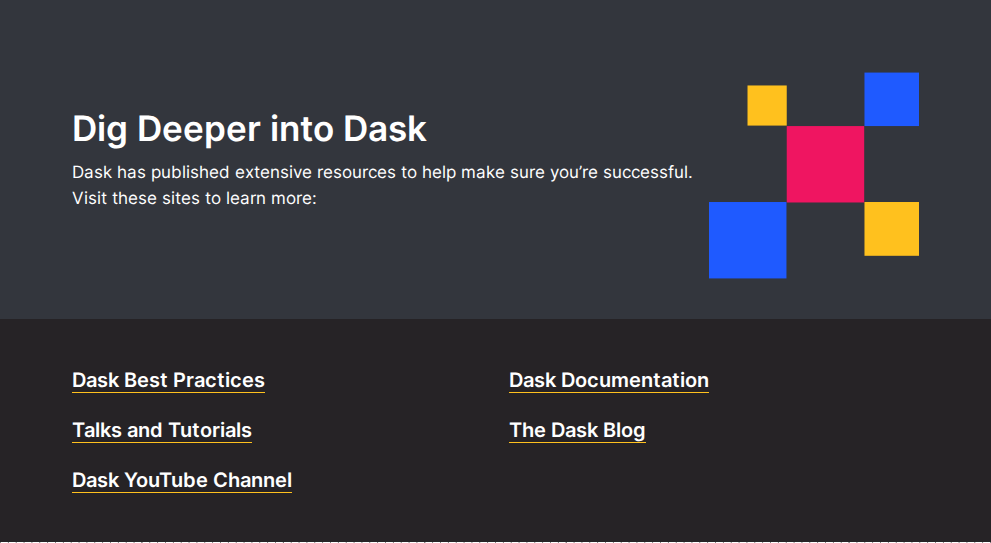 Dig Deeper into Dask
Dask has published extensive resources to help make sure you’re successful.
Visit these sites to learn more:
Dask Best Practices
Dask Documentation
Talks and Tutorials
The Dask Blog
Dask YouTube Channel